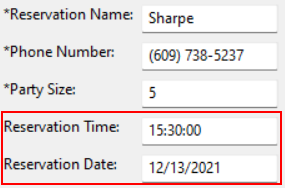 *Reservation Name: Sharpe
*Phone Number: (609) 738-5237
*Party Size: 5
Reservation Time: 15:30:00
Reservation Date: 12/13/2021